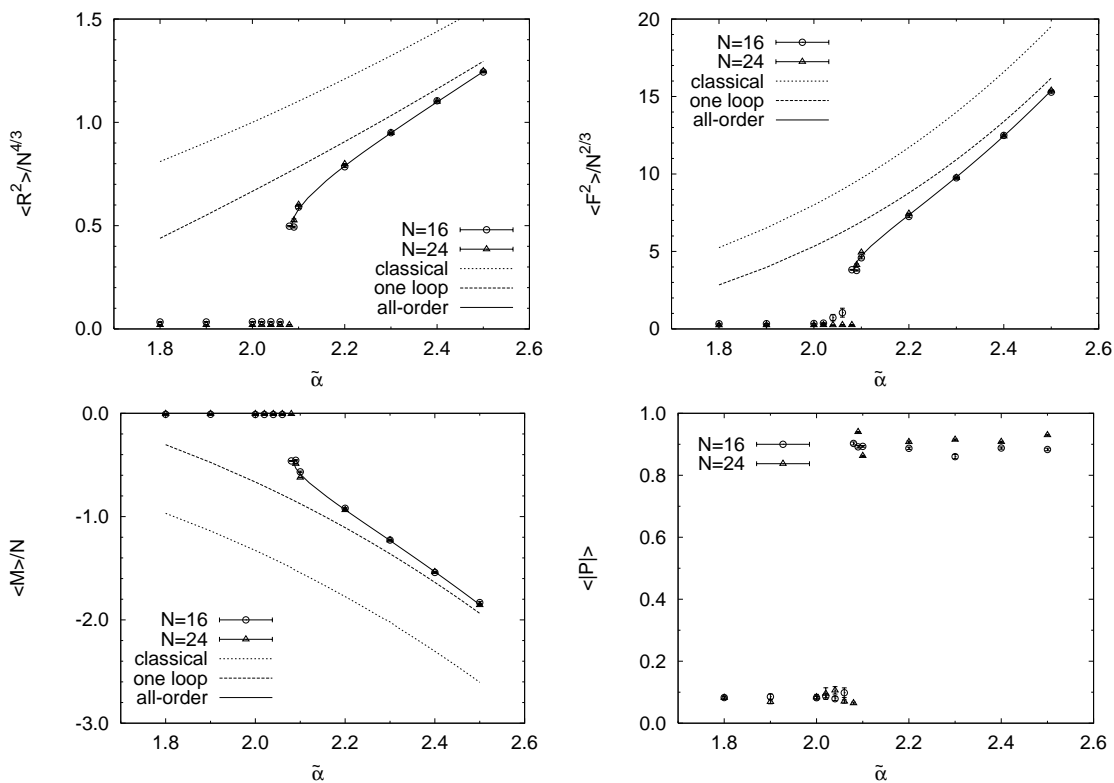 <R²>/N^4/3
1.5
1.0
0.5
0.0
N=16
N=24
classical
one loop
all-order
1.8 2.0 2.2 2.4 2.6
α̃
<F²>/N^2/3
20
15
10
5
0
N=16
N=24
classical
one loop
all-order
1.8 2.0 2.2 2.4 2.6
α̃
<M>/N
0.0
-1.0
-2.0
-3.0
N=16
N=24
classical
one loop
all-order
1.8 2.0 2.2 2.4 2.6
α̃
<|P|>
1.0
0.8
0.6
0.4
0.2
0.0
N=16
N=24
1.8 2.0 2.2 2.4 2.6
α̃